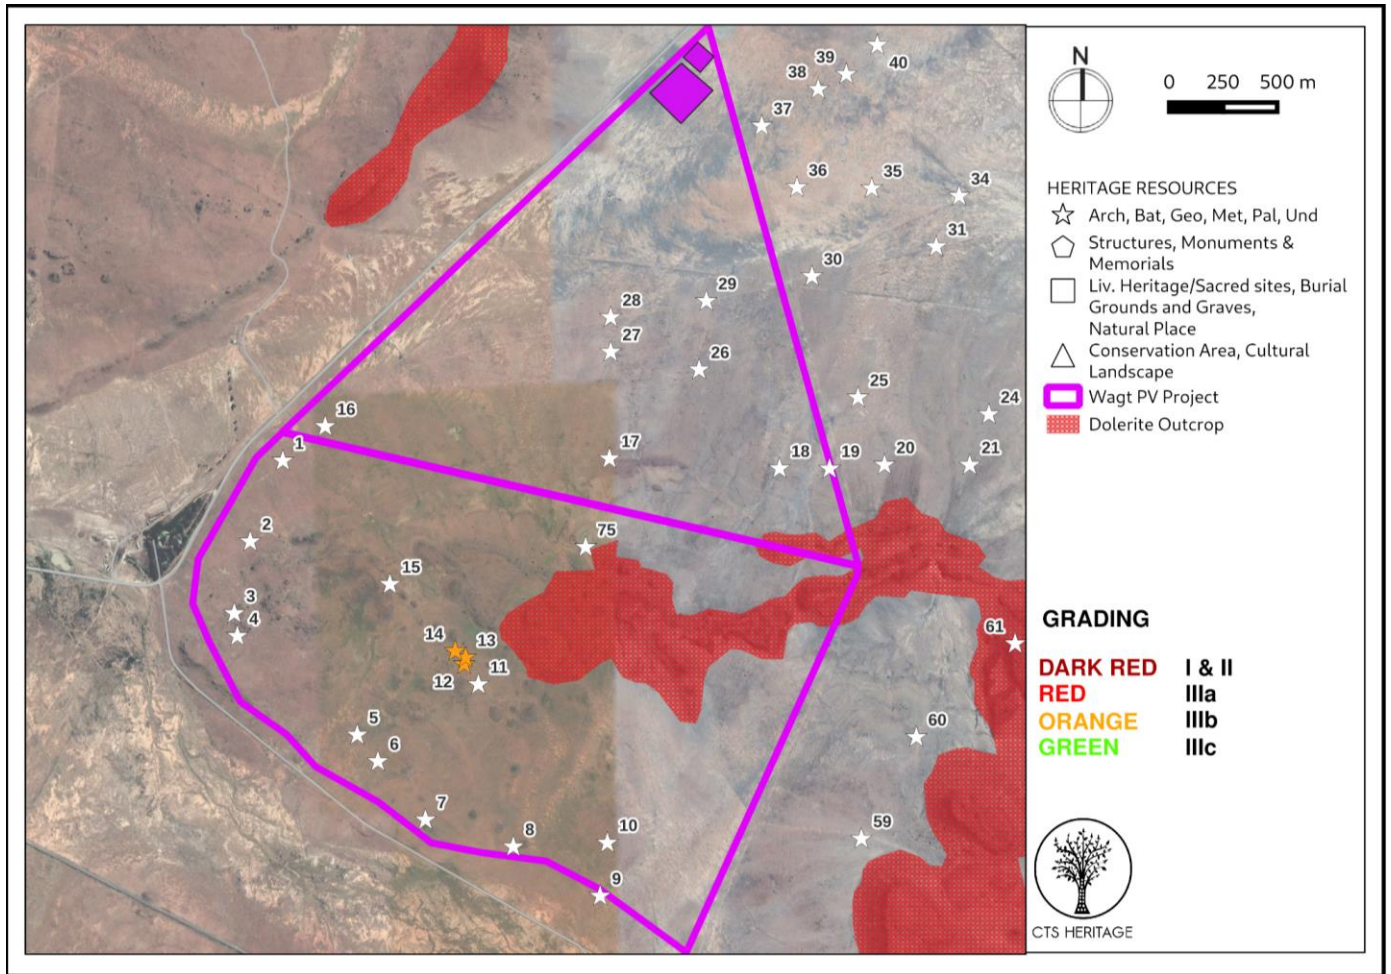 39
40
38
37
36
35
34
31
30
29
28
27
26
25
24
16
1
17
18
19
20
21
2
75
15
3
4
14
13
11
12
61
5
6
60
7
8
10
59
9
N
0 250 500 m
HERITAGE RESOURCES
Arch, Bat, Geo, Met, Pal, Und
Structures, Monuments &
Memorials
Liv. Heritage/Sacred sites, Burial
Grounds and Graves,
Natural Place
Conservation Area, Cultural
Landscape
Wagt PV Project
Dolerite Outcrop
GRADING
DARK RED I & II
RED IIIa
ORANGE IIIb
GREEN IIIc
CTS HERITAGE